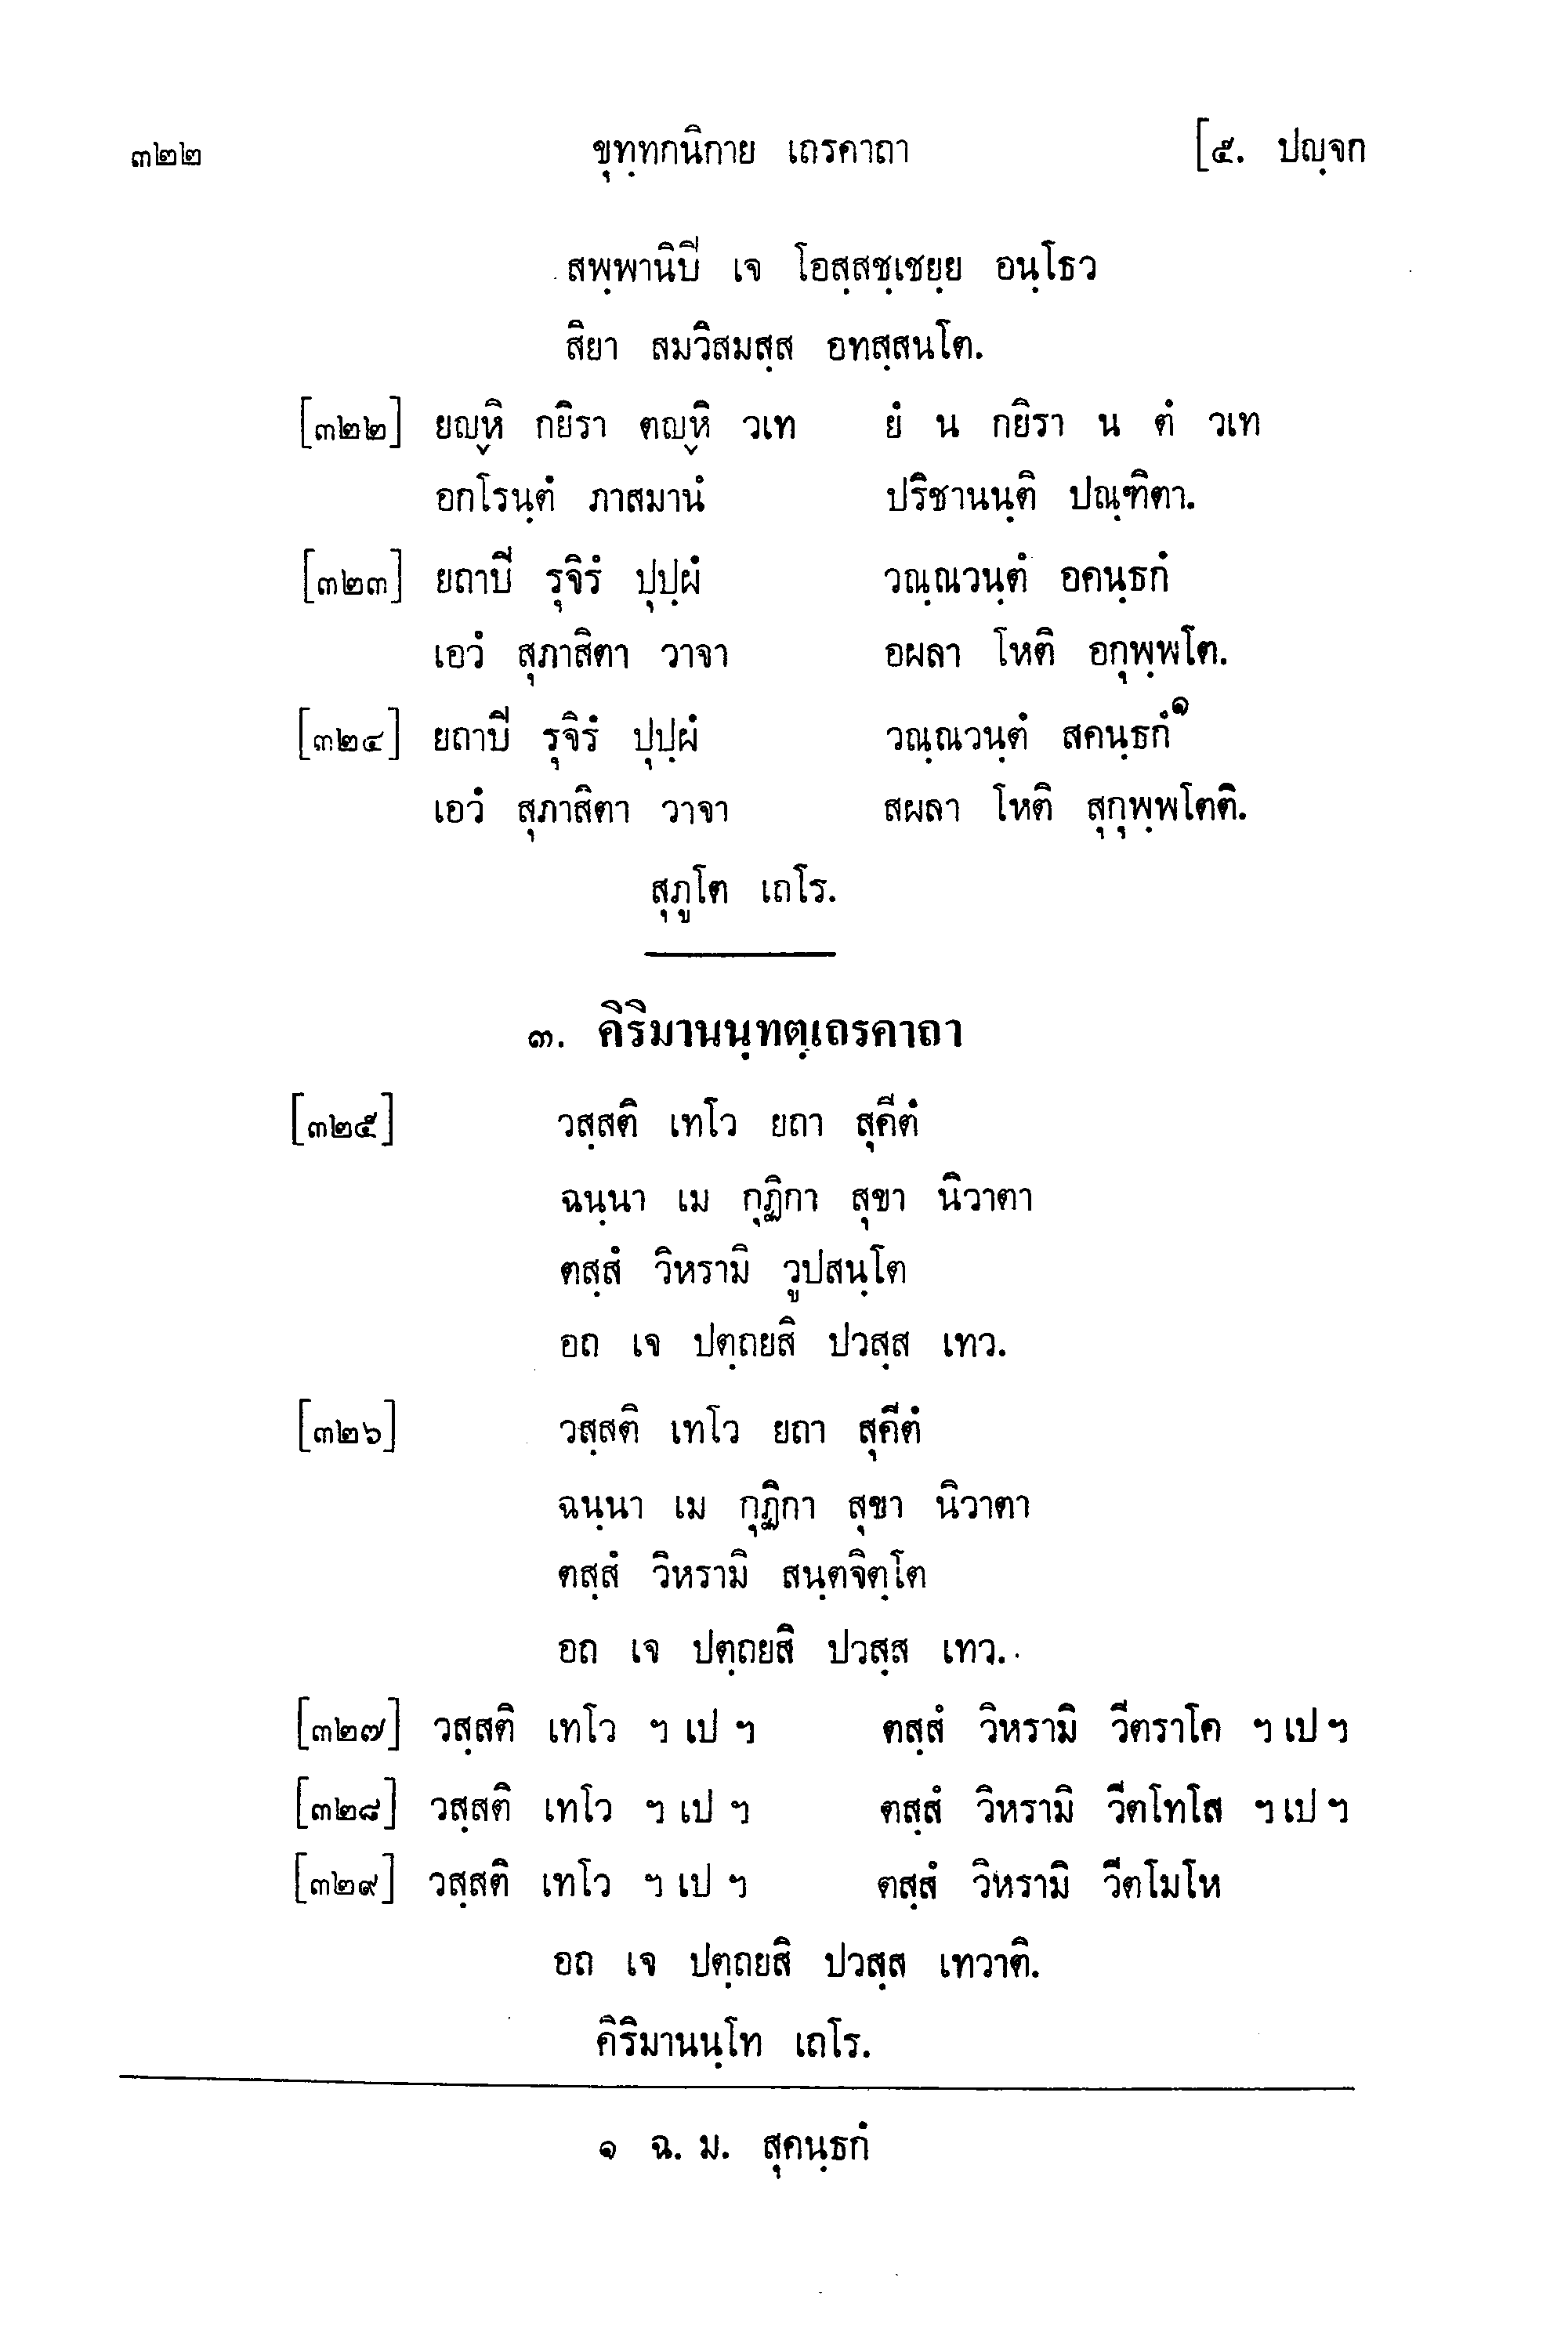 ๓๒๒ ขุทฺทกนิกาย เถรคาถา [๕. ปญฺจก
สพฺพานิปี เจ โอสฺสชฺเชยฺย อนฺโธว
สิยา สมวิสมสฺส อทสฺสนโต.
[๓๒๒] ยญฺหิ กยิรา ตญฺหิ วเท ยํ น กยิรา น ตํ วเท
อกโรนฺตํ ภาสมานํ ปริชานนฺติ ปณฺฑิตา.
[๓๒๓] ยถาปี รุจิรํ ปุปฺผํ วณฺณวนฺตํ อคนฺธกํ
เอวํ สุภาสิตา วาจา อผลา โหติ อกุพฺพโต.
[๓๒๔] ยถาปี รุจิรํ ปุปฺผํ วณฺณวนฺตํ สคนฺธกํ๑
เอวํ สุภาสิตา วาจา สผลา โหติ สุกุพฺพโตติ.
สุภูโต เถโร.
๓. คิริมานนฺทตฺเถรคาถา
[๓๒๕] วสฺสติ เทโว ยถา สุคีตํ
ฉนฺนา เม กุฏิกา สุขา นิวาตา
ตสฺสํ วิหรามิ วูปสนฺโต
อถ เจ ปตฺถยสิ ปวสฺส เทว.
[๓๒๖] วสฺสติ เทโว ยถา สุคีตํ
ฉนฺนา เม กุฏิกา สุขา นิวาตา
ตสฺสํ วิหรามิ สนฺตจิตฺโต
อถ เจ ปตฺถยสิ ปวสฺส เทว.
[๓๒๗] วสฺสติ เทโว ฯ เป ฯ ตสฺสํ วิหรามิ วีตราโค ฯ เป ฯ
[๓๒๘] วสฺสติ เทโว ฯ เป ฯ ตสฺสํ วิหรามิ วีตโทโส ฯ เป ฯ
[๓๒๙] วสฺสติ เทโว ฯ เป ฯ ตสฺสํ วิหรามิ วีตโมโห
อถ เจ ปตฺถยสิ ปวสฺส เทวาติ.
คิริมานนฺโท เถโร.
๑ ฉ. ม. สุคนฺธกํ